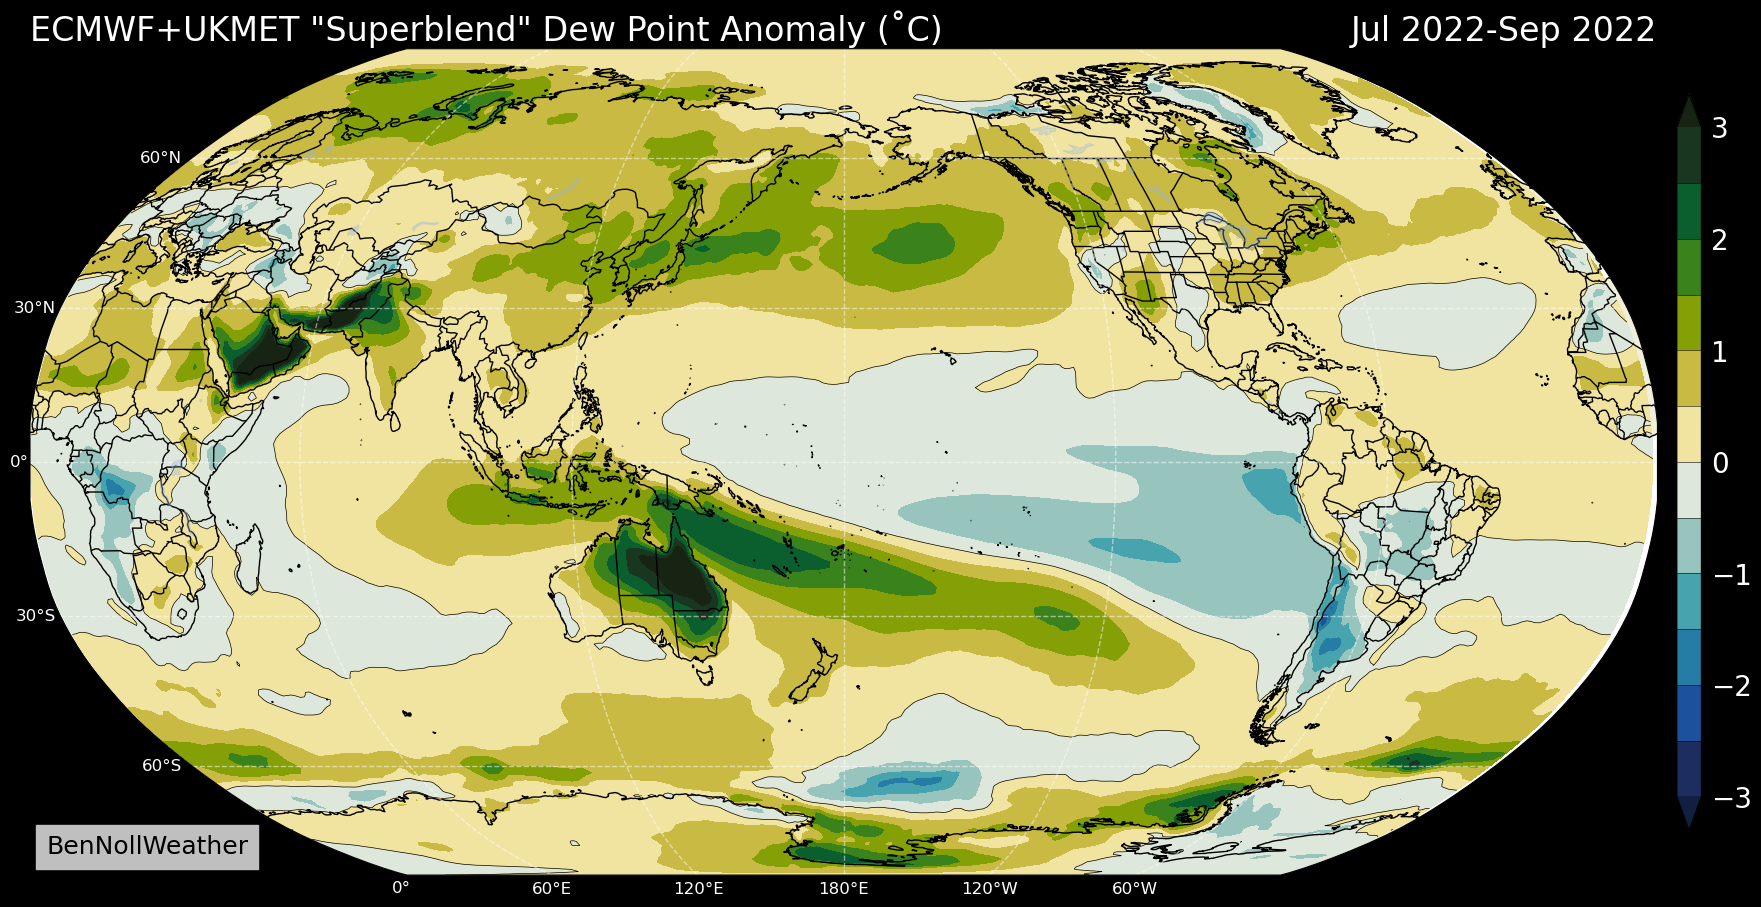 ECMWF+UKMET "Superblend" Dew Point Anomaly (˚C)
Jul 2022-Sep 2022
60°N
30°N
0°
30°S
60°S
3
2
1
0
−1
−2
−3
BenNollWeather
0°
60°E
120°E
180°E
120°W
60°W